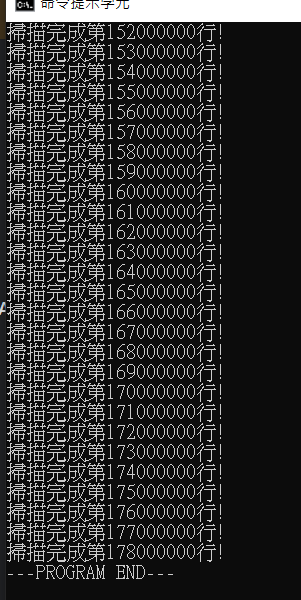 命令提示字元
掃描完成第152000000行!
掃描完成第153000000行!
掃描完成第154000000行!
掃描完成第155000000行!
掃描完成第156000000行!
掃描完成第157000000行!
掃描完成第158000000行!
掃描完成第159000000行!
掃描完成第160000000行!
掃描完成第161000000行!
掃描完成第162000000行!
掃描完成第163000000行!
掃描完成第164000000行!
掃描完成第165000000行!
掃描完成第166000000行!
掃描完成第167000000行!
掃描完成第168000000行!
掃描完成第169000000行!
掃描完成第170000000行!
掃描完成第171000000行!
掃描完成第172000000行!
掃描完成第173000000行!
掃描完成第174000000行!
掃描完成第175000000行!
掃描完成第176000000行!
掃描完成第177000000行!
掃描完成第178000000行!
---PROGRAM END---